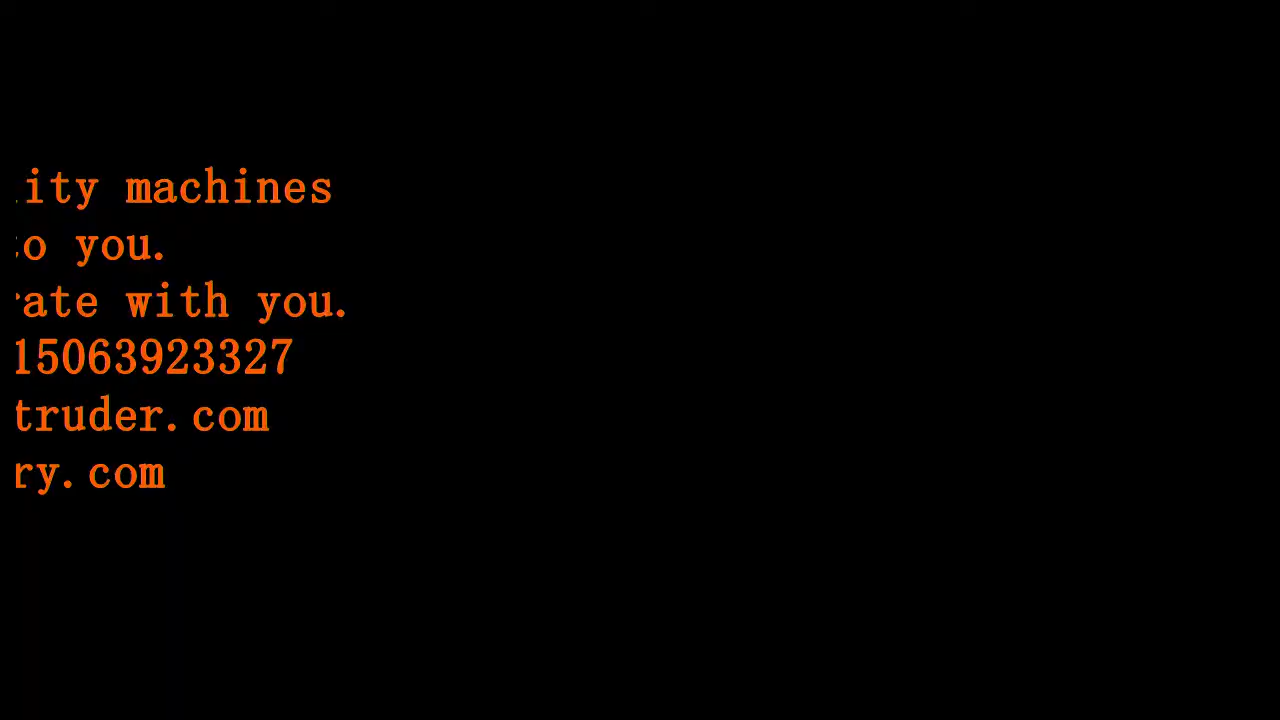 ity machines
o you.
ate with you.
15063923327
truder.com
ry.com